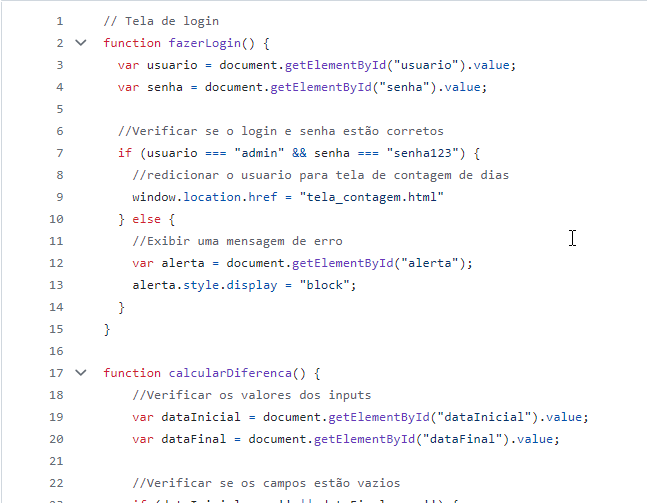 1 // Tela de login
2 function fazerLogin() {
3 var usuario = document.getElementById("usuario").value;
4 var senha = document.getElementById("senha").value;
5
6 //Verificar se o login e senha estão corretos
7 if (usuario === "admin" && senha === "senha123") {
8 //redicionar o usuario para tela de contagem de dias
9 window.location.href = "tela_contagem.html"
10 } else {
11 //Exibir uma mensagem de erro
12 var alerta = document.getElementById("alerta");
13 alerta.style.display = "block";
14 }
15 }
16
17 function calcularDiferenca() {
18 //Verificar os valores dos inputs
19 var dataInicial = document.getElementById("dataInicial").value;
20 var dataFinal = document.getElementById("dataFinal").value;
21
22 //Verificar se os campos estão vazios